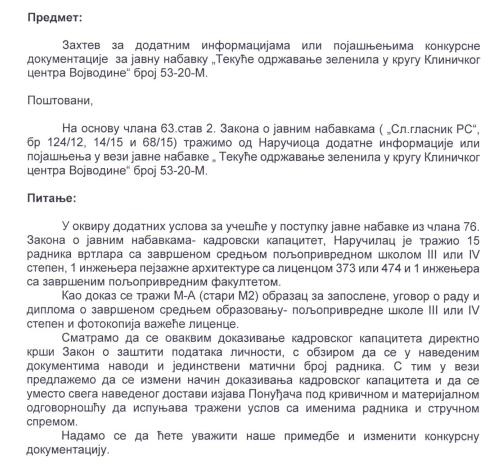 Предмет:
Захтев за додатним информацијама или појашњењима конкурсне
документације за јавну набавку „Текуће одржавање зеленила у кругу Клиничког
центра Војводине“ број 53-20-М.
Поштовани,
На основу члана 63.став 2. Закона о јавним набавкама ( „Сл.гласник РС“,
бр 124/12, 14/15 и 68/15) тражимо од Наручиоца додатне информације или
појашњења у вези јавне набавке „ Текуће одржавање зеленила у кругу Клиничког
центра Војводине“ број 53-20-М.
Питање:
У оквиру додатних услова за учешће у поступку јавне набавке из члана 76.
Закона о јавним набавкама- кадровски капацитет, Наручилац је тражио 15
радника вртлара са завршеном средњом пољопривредном школом III или IV
степен, 1 инжењера пејзажне архитектуре са лиценцом 373 или 474 и 1 инжењера
са завршеним пољопривредним факултетом.
Као доказ се тражи М-А (стари М2) образац за запослене, уговор о раду и
диплома о завршеном средњем образовању- пољопривредне школе III или IV
степен и фотокопија важеће лиценце.
Сматрамо да се оваквим доказивање кадровског капацитета директно
крши Закон о заштити података личности, с обзиром да се у наведеним
документима наводи и јединствени матични број радника. С тим у вези
предлажемо да се измени начин доказивања кадровског капацитета и да се
уместо свега наведеног достави изјава Понуђача под кривичном и материјалном
одговорношћу да испуњава тражени услов са именима радника и стручном
спремом.
Надамо се да ћете уважити наше примедбе и изменити конкурсну
документацију.